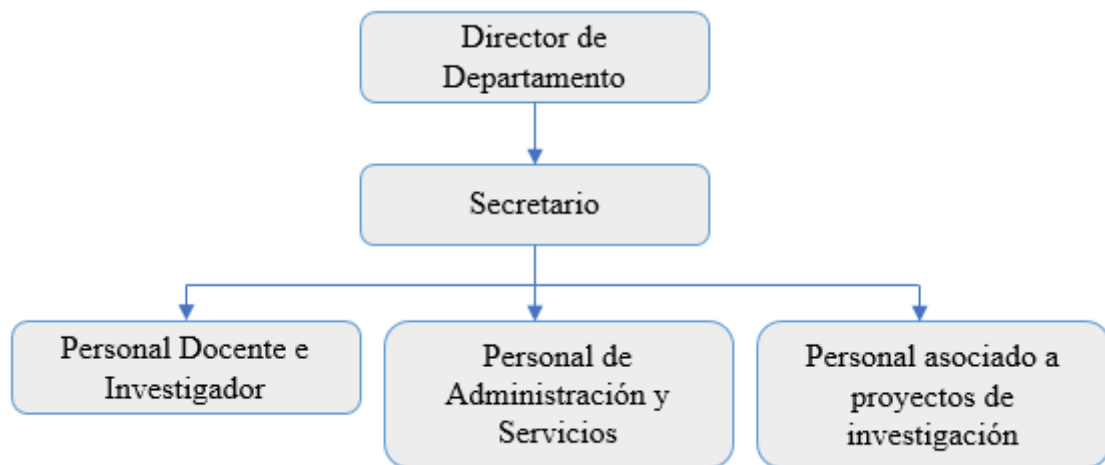 Director de
Departamento
Secretario
Personal Docente e
Investigador
Personal de
Administración y
Servicios
Personal asociado a
proyectos de
investigación